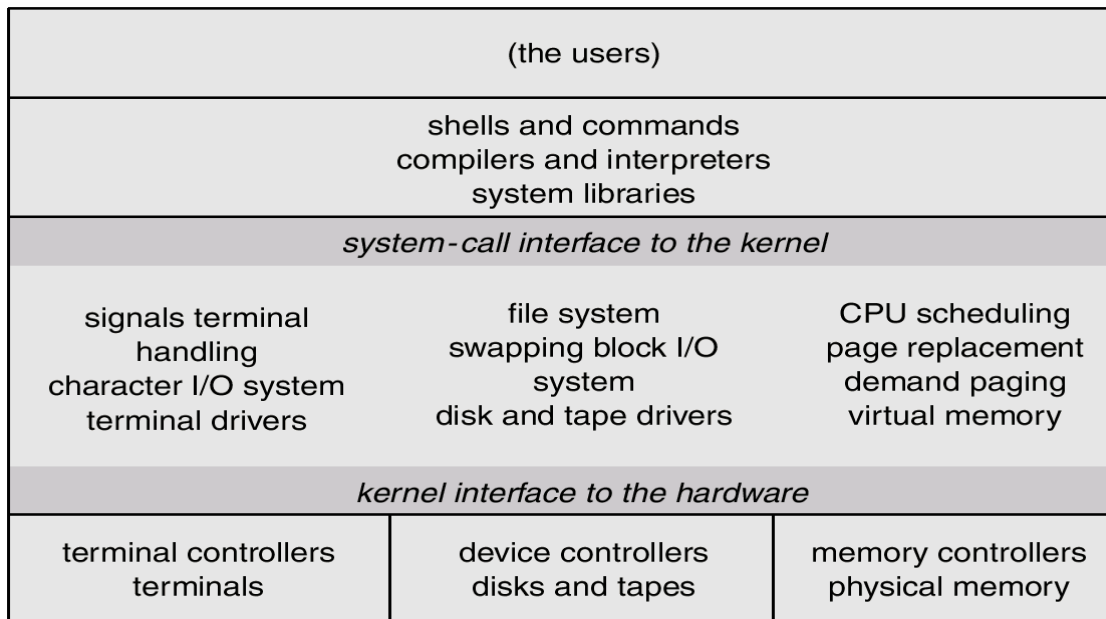 (the users)
shells and commands
compilers and interpreters
system libraries
system-call interface to the kernel
signals terminal
handling
character I/O system
terminal drivers
file system
swapping block I/O
system
disk and tape drivers
CPU scheduling
page replacement
demand paging
virtual memory
kernel interface to the hardware
terminal controllers
terminals
device controllers
disks and tapes
memory controllers
physical memory